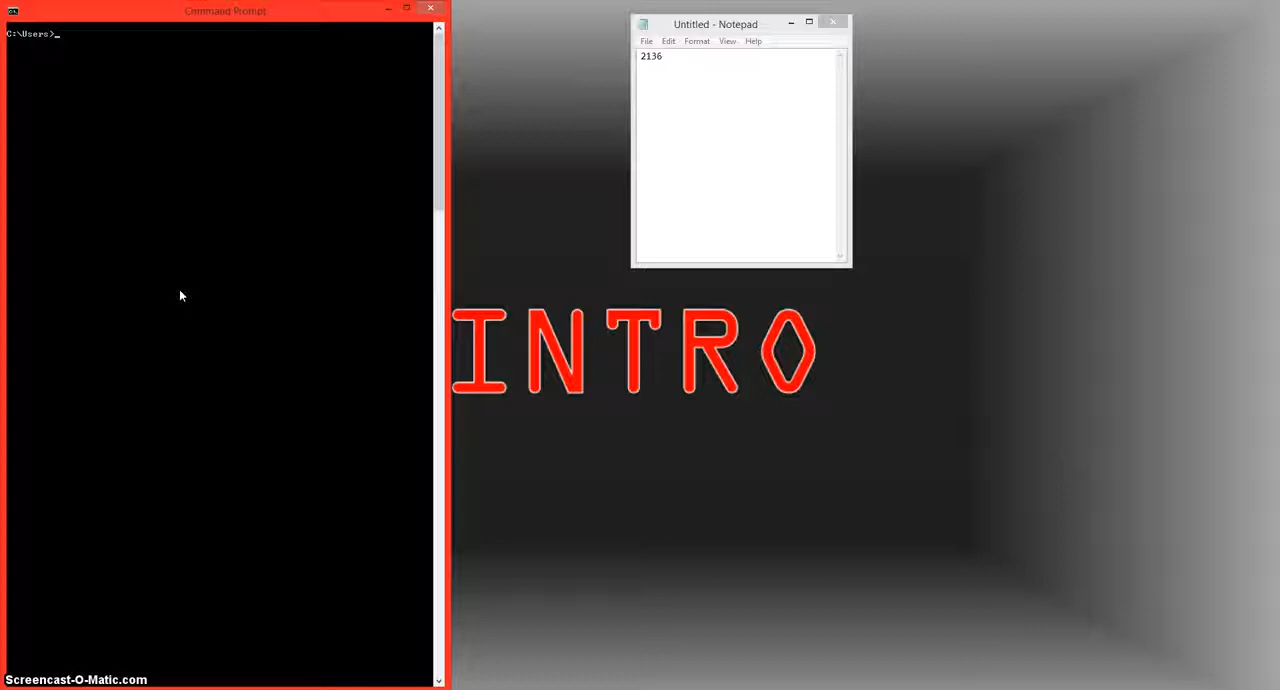 Command Prompt
C:\Users>_
Untitled - Notepad
File Edit Format View Help
2136
INTRO
Screencast-O-Matic.com